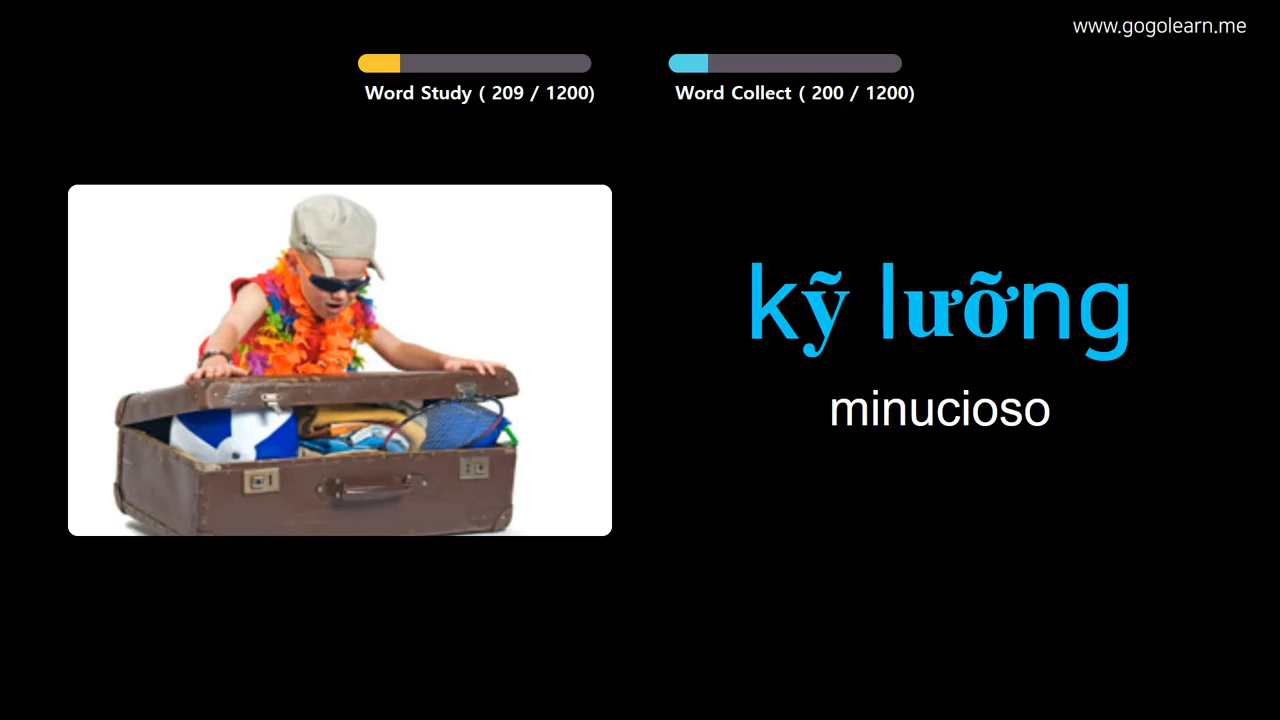 www.gogolearn.me
Word Study ( 209 / 1200)
Word Collect ( 200 / 1200)
kỹ lưỡng
minucioso